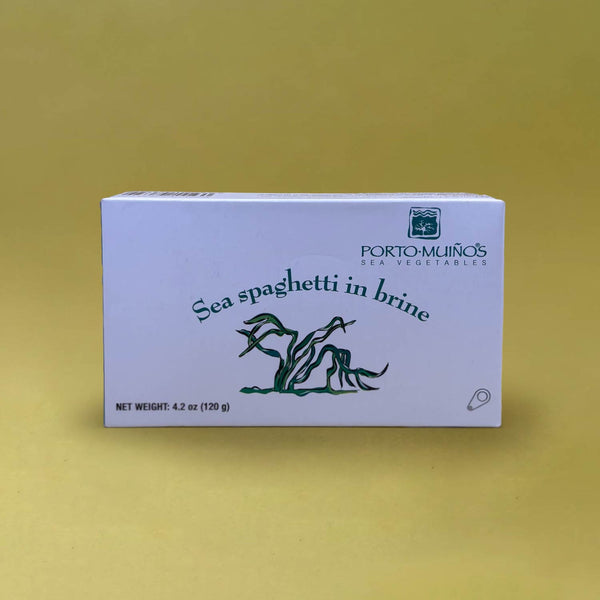 PORTO·MUIÑOS®
SEA VEGETABLES
Sea spaghetti in brine
NET WEIGHT: 4.2 oz (120 g)